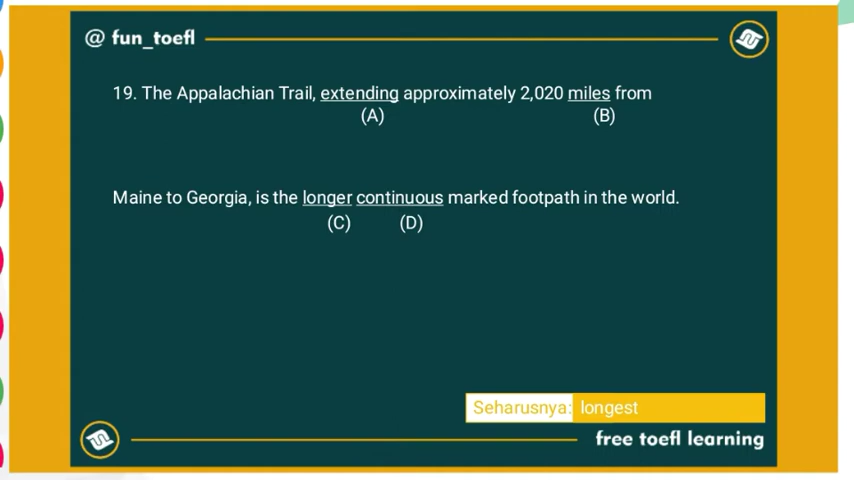 @ fun_toefl
19. The Appalachian Trail, extending approximately 2,020 miles from
(A) (B)
Maine to Georgia, is the longer continuous marked footpath in the world.
(C) (D)
Seharusnya: longest
free toefl learning